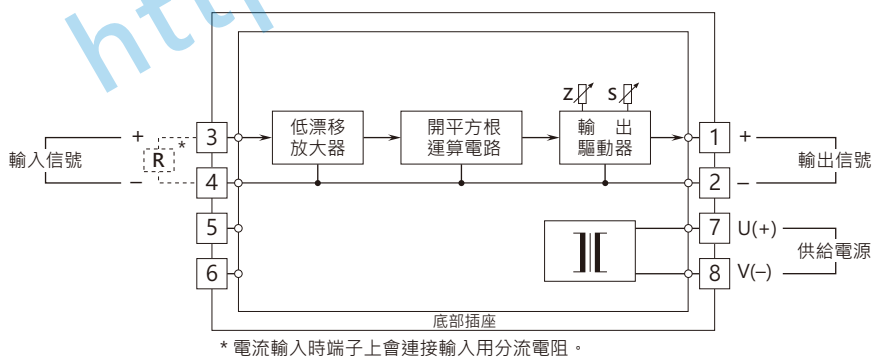 http
Z S
+ 3 低漂移 開平方根 輸 出 1 +
放大器 運算電路 驅動器
輸入信號 R * 輸出信號
– 4 2 –
5 7 U(+)
供給電源
6 8 V(–)
底部插座
* 電流輸入時端子上會連接輸入用分流電阻。